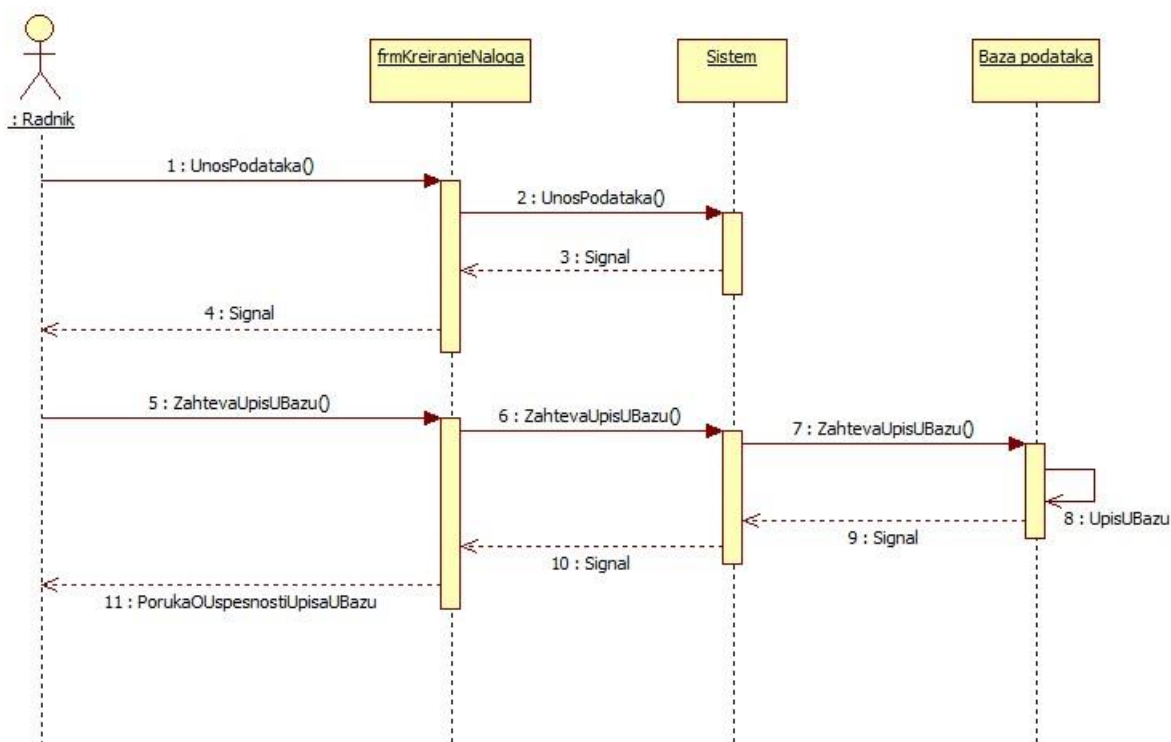 frmKreiranjeNaloga
Sistem
Baza podataka
: Radnik
1 : UnosPodataka()
2 : UnosPodataka()
3 : Signal
4 : Signal
5 : ZahtevaUpisUBazu()
6 : ZahtevaUpisUBazu()
7 : ZahtevaUpisUBazu()
8 : UpisUBazu
9 : Signal
10 : Signal
11 : PorukaOUspesnostiUpisaUBazu